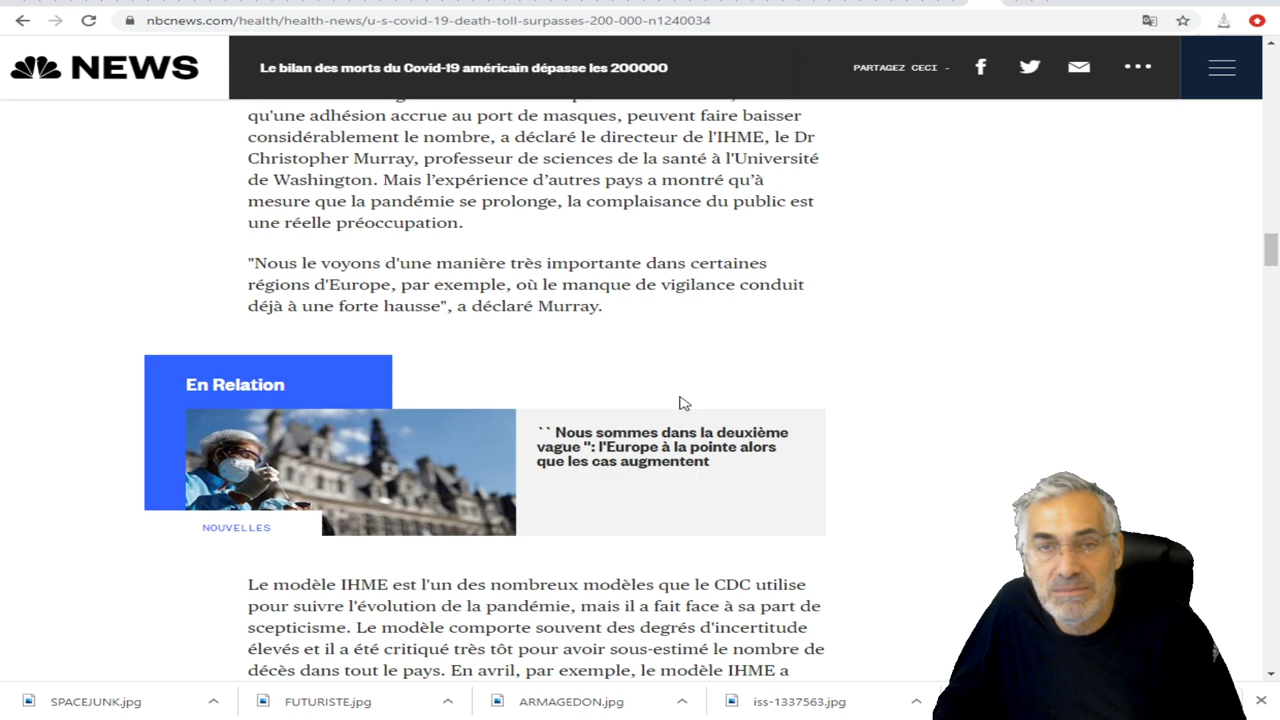 nbcnews.com/health/health-news/u-s-covid-19-death-toll-surpasses-200-000-n1240034
NEWS
Le bilan des morts du Covid-19 américain dépasse les 200000
PARTAGEZ CECI -
qu'une adhésion accrue au port de masques, peuvent faire baisser
considérablement le nombre, a déclaré le directeur de l'IHME, le Dr
Christopher Murray, professeur de sciences de la santé à l'Université
de Washington. Mais l'expérience d'autres pays a montré qu'à
mesure que la pandémie se prolonge, la complaisance du public est
une réelle préoccupation.
"Nous le voyons d'une manière très importante dans certaines
régions d'Europe, par exemple, où le manque de vigilance conduit
déjà à une forte hausse", a déclaré Murray.
En Relation
`` Nous sommes dans la deuxième
vague '': l'Europe à la pointe alors
que les cas augmentent
NOUVELLES
Le modèle IHME est l'un des nombreux modèles que le CDC utilise
pour suivre l'évolution de la pandémie, mais il a fait face à sa part de
scepticisme. Le modèle comporte souvent des degrés d'incertitude
élevés et il a été critiqué très tôt pour avoir sous-estimé le nombre de
décès dans tout le pays. En avril, par exemple, le modèle IHME a
SPACEJUNK.jpg
FUTURISTE.jpg
ARMAGEDON.jpg
iss-1337563.jpg